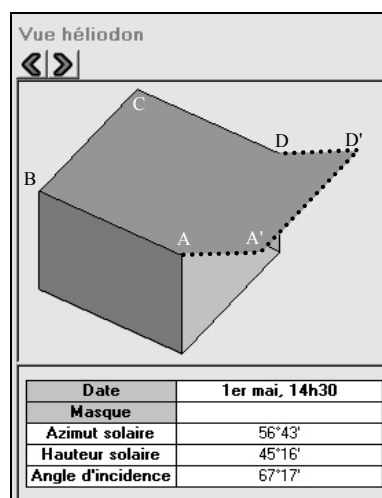 Vue héliodon
C
D D'
B
A A'
Date 1er mai, 14h30
Masque
Azimut solaire 56°43'
Hauteur solaire 45°16'
Angle d'incidence 67°17'